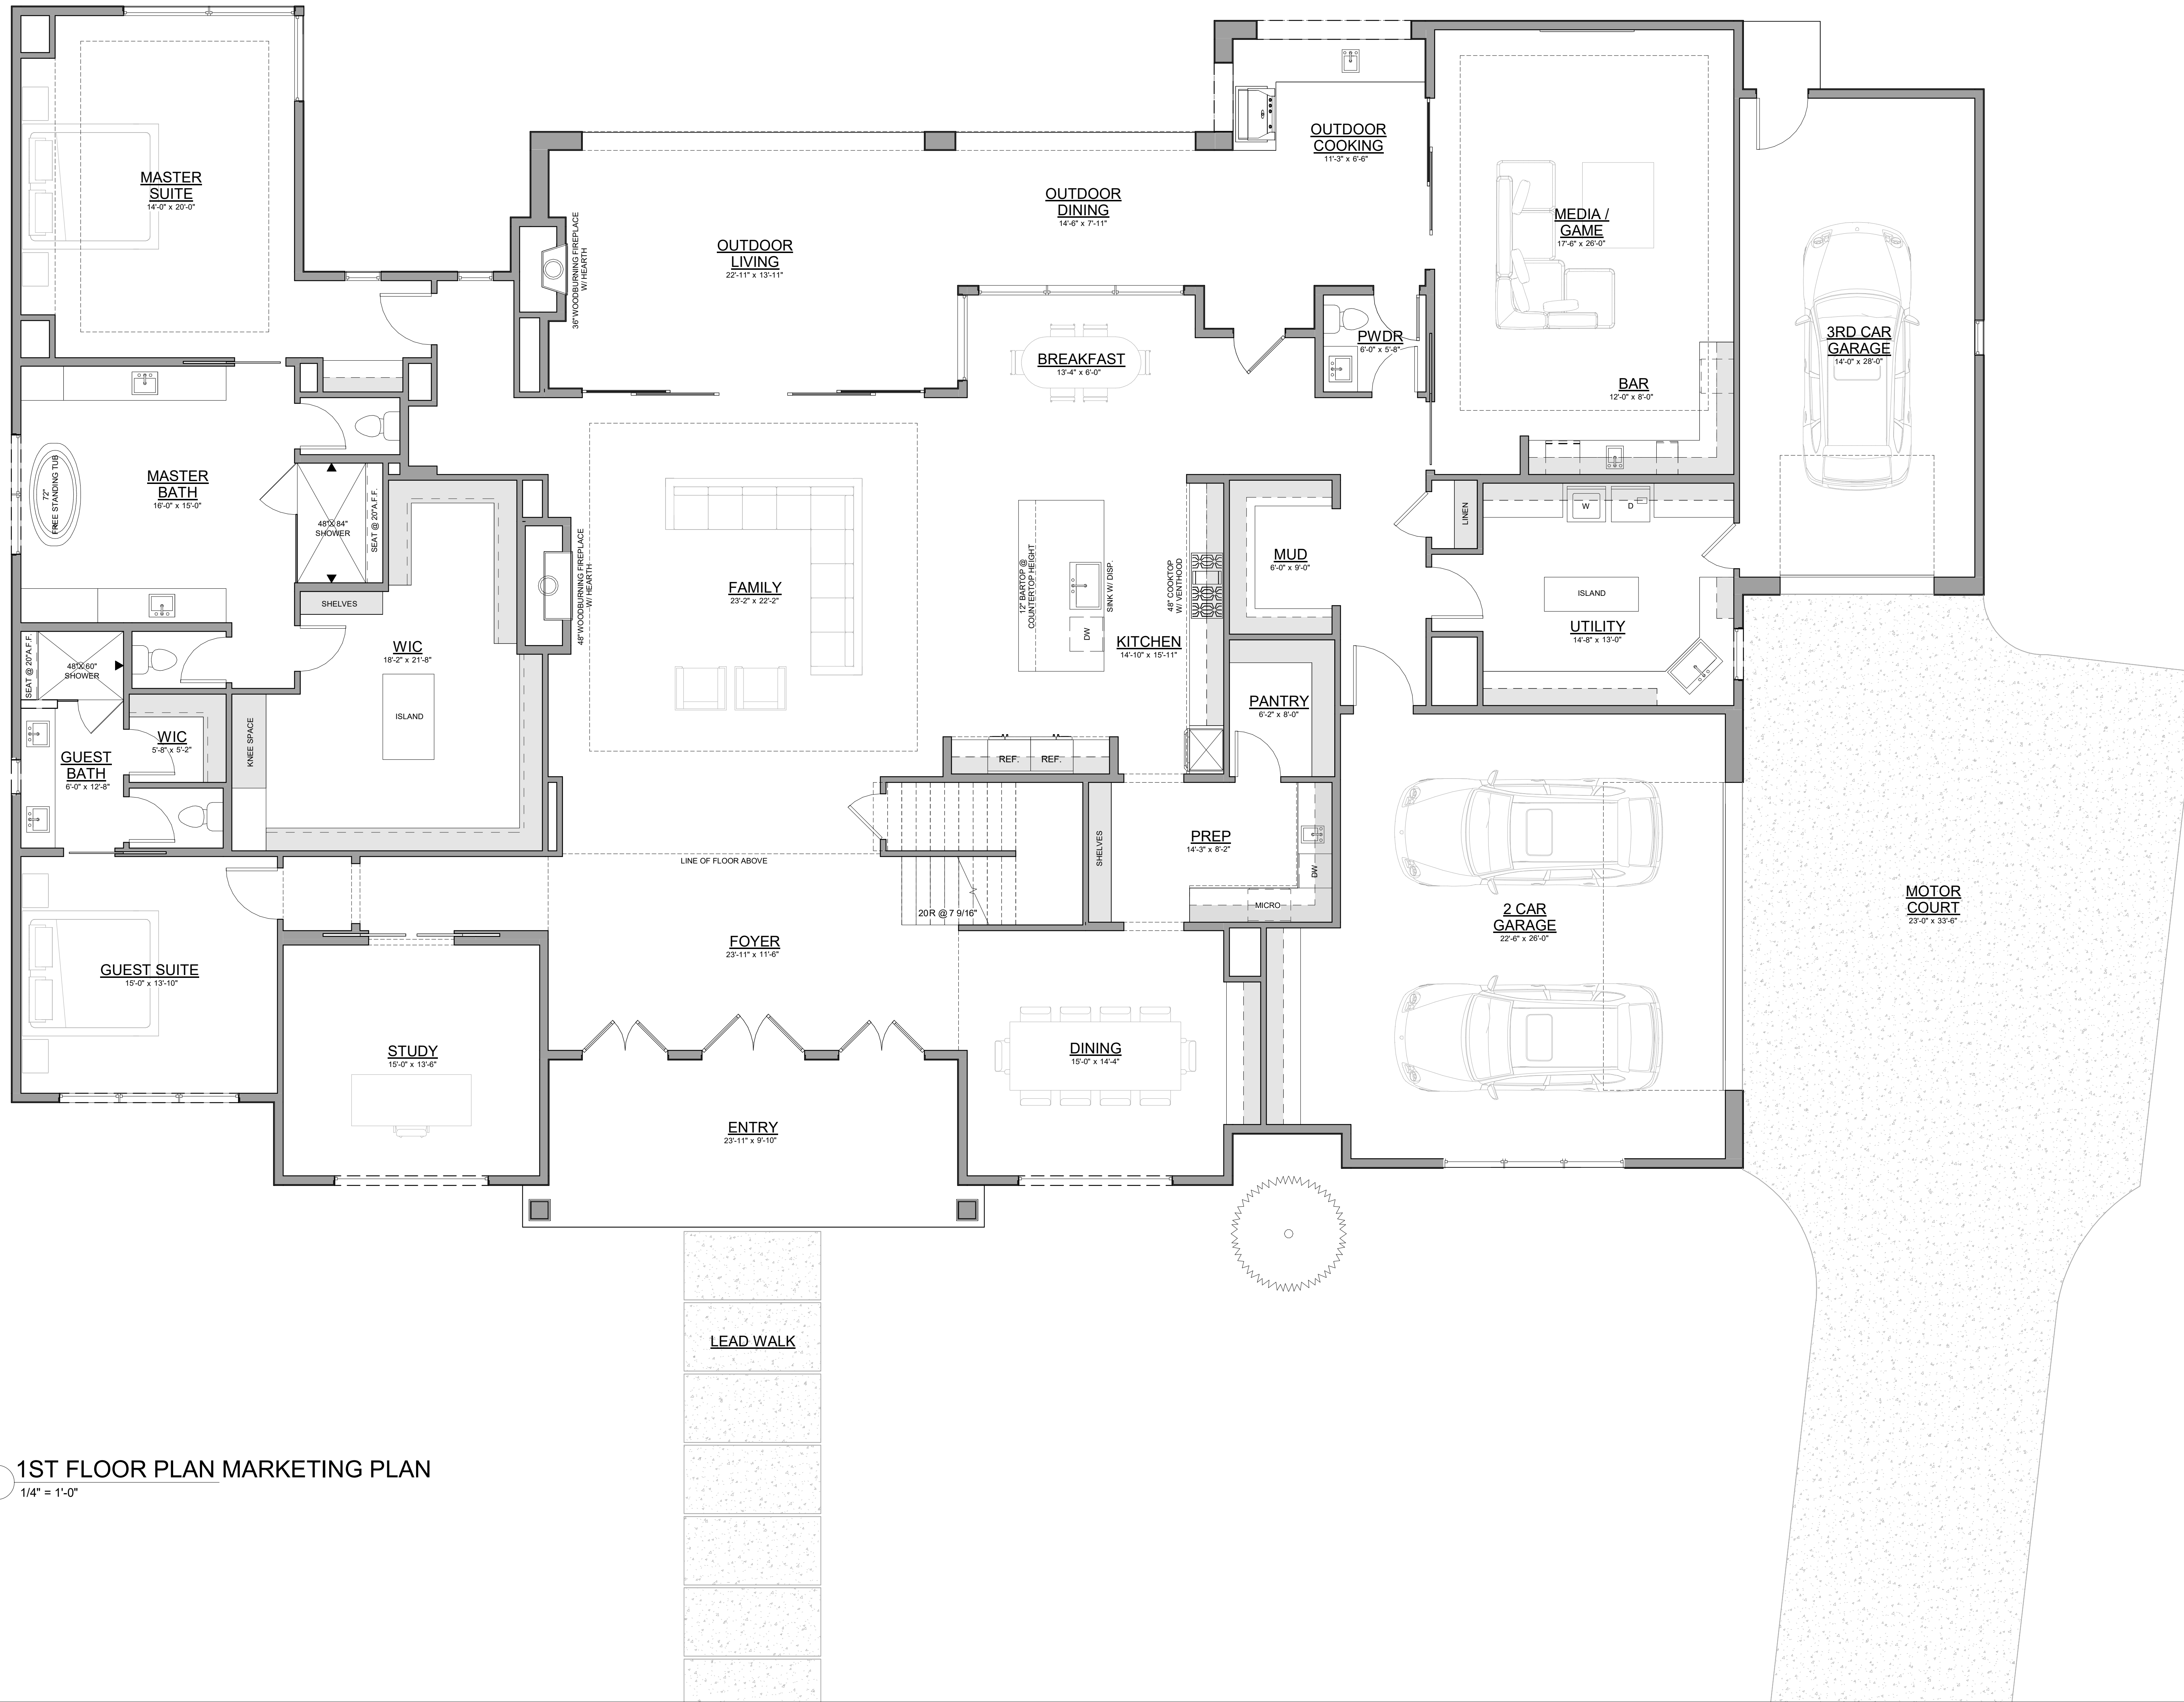 MASTER
SUITE
14'-0" x 20'-0"
OUTDOOR
COOKING
11'-3" x 6'-6"
OUTDOOR
DINING
14'-6" x 7'-11"
OUTDOOR
LIVING
22'-11" x 13'-11"
36"WOODBURNING FIREPLACE
W/ HEARTH
MEDIA /
GAME
17'-6" x 26'-0"
3RD CAR
GARAGE
14'-0" x 28'-0"
PWDR
6'-0" x 5'-8"
BREAKFAST
13'-4" x 6'-0"
BAR
12'-0" x 8'-0"
MASTER
BATH
16'-0" x 15'-0"
72"
FREE STANDING TUB
48"X 84"
SHOWER
SEAT @ 20"A.F.F.
SHELVES
48"WOODBURNING FIREPLACE
W/ HEARTH
FAMILY
23'-2" x 22'-2"
12" BARTOP @
COUNTERTOP HEIGHT
SINK W/ DISP.
DW
48" COOKTOP
W/ VENTHOOD
KITCHEN
14'-10" x 15'-11"
MUD
6'-0" x 9'-0"
LINEN
W
D
ISLAND
UTILITY
14'-8" x 13'-0"
SEAT @ 20"A.F.F.
48"X 60"
SHOWER
WIC
18'-2" x 21'-8"
ISLAND
KNEE SPACE
WIC
5'-8" x 5'-2"
GUEST
BATH
6'-0" x 12'-8"
PANTRY
6'-2" x 8'-0"
REF.
REF.
SHELVES
PREP
14'-3" x 8'-2"
DW
MICRO
LINE OF FLOOR ABOVE
20R @ 7 9/16"
2 CAR
GARAGE
22'-6" x 26'-0"
MOTOR
COURT
23'-0" x 33'-6"
FOYER
23'-11" x 11'-6"
GUEST SUITE
15'-0" x 13'-10"
STUDY
15'-0" x 13'-6"
DINING
15'-0" x 14'-4"
ENTRY
23'-11" x 9'-10"
LEAD WALK
1ST FLOOR PLAN MARKETING PLAN
1/4" = 1'-0"